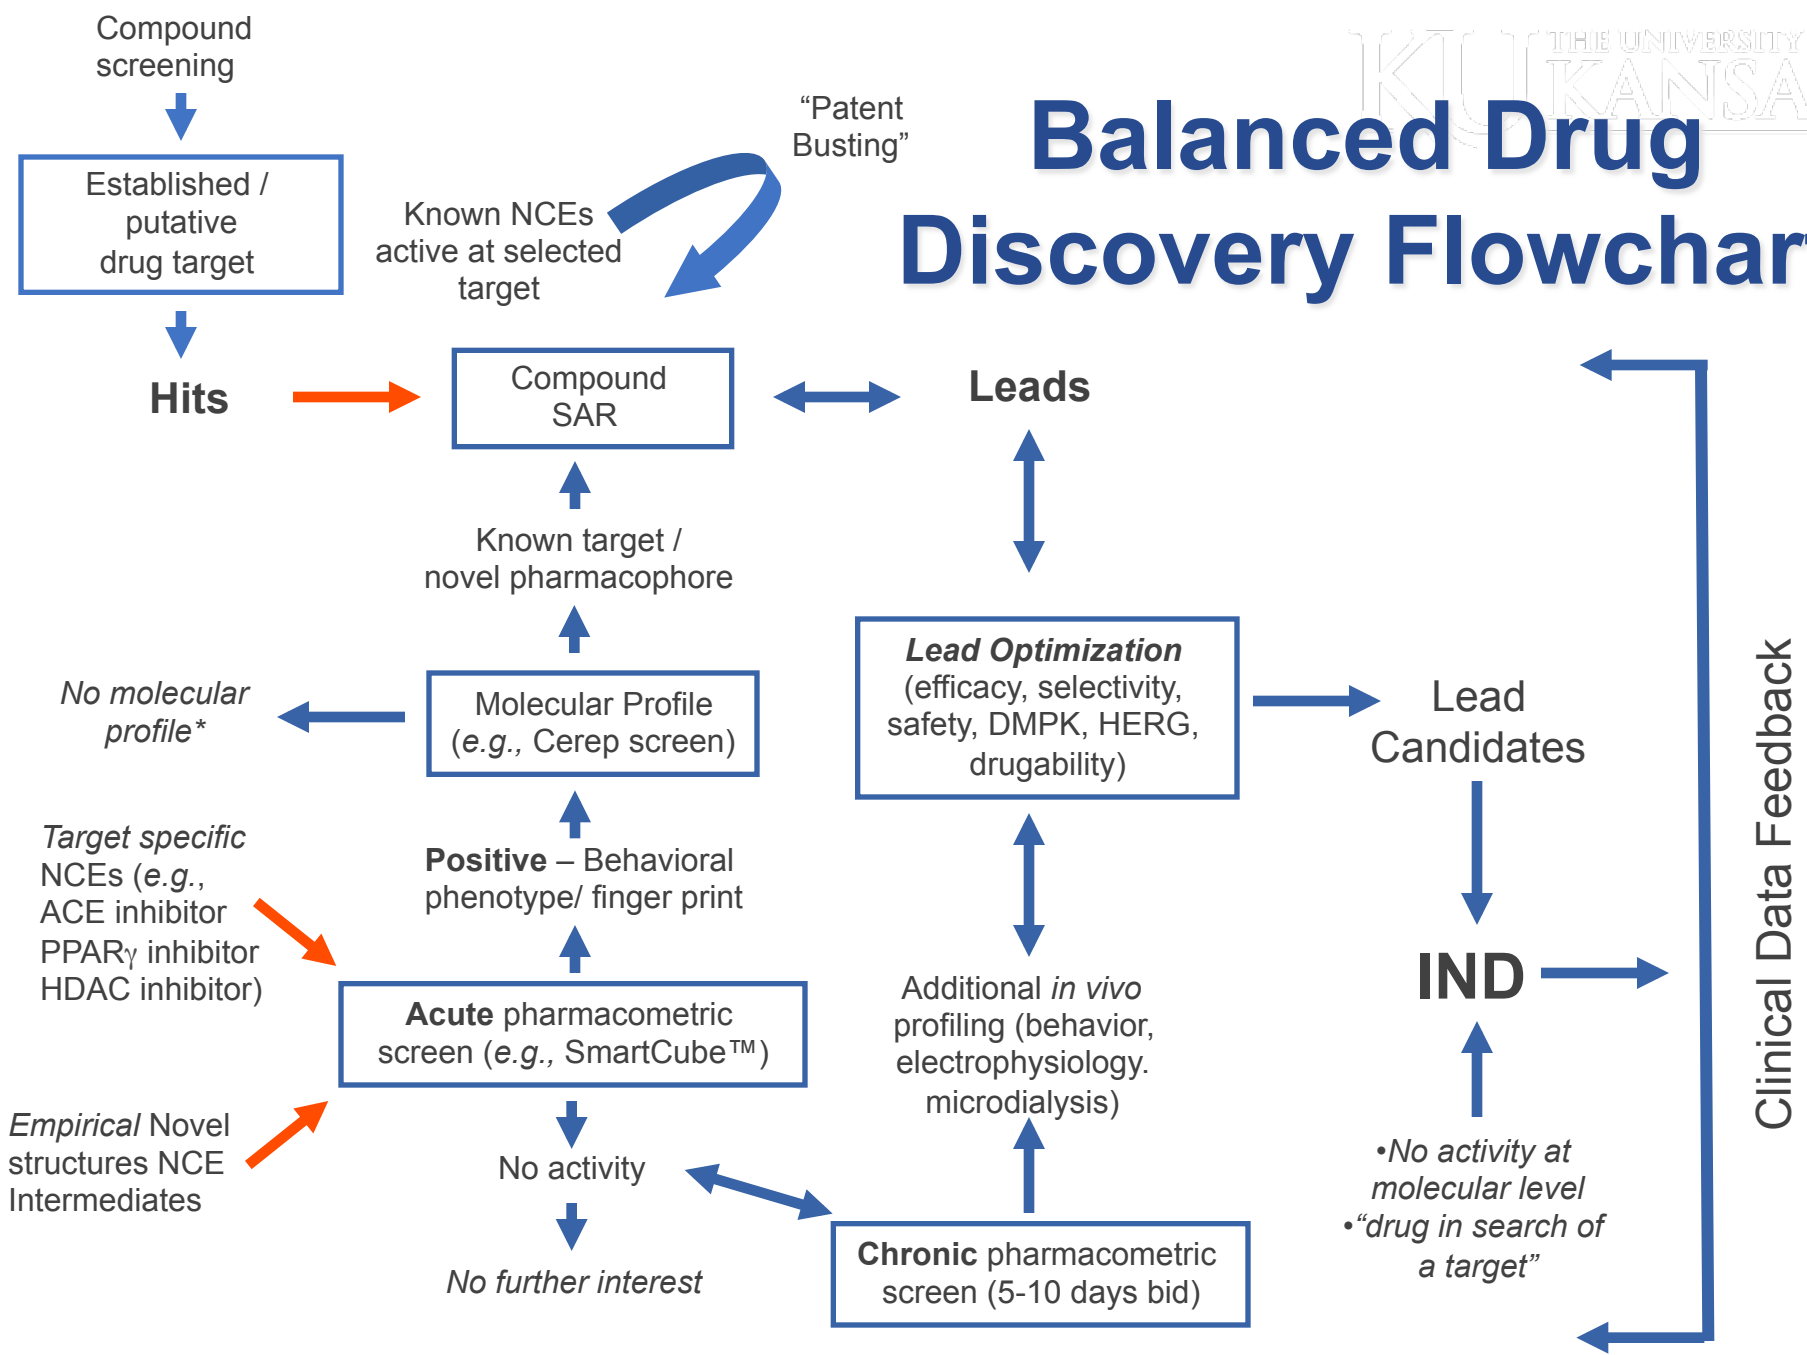 THE UNIVERSITY
KU KANSA
Balanced Drug
Discovery Flowchar
Compound
screening
Established /
putative
drug target
Hits
Known NCEs
active at selected
target
“Patent
Busting”
Compound
SAR
Leads
Known target /
novel pharmacophore
Molecular Profile
(e.g., Cerep screen)
No molecular
profile*
Positive – Behavioral
phenotype/ finger print
Target specific
NCEs (e.g.,
ACE inhibitor
PPARγ inhibitor
HDAC inhibitor)
Acute pharmacometric
screen (e.g., SmartCube™)
Empirical Novel
structures NCE
Intermediates
No activity
No further interest
Lead Optimization
(efficacy, selectivity,
safety, DMPK, HERG,
drugability)
Additional in vivo
profiling (behavior,
electrophysiology.
microdialysis)
Chronic pharmacometric
screen (5-10 days bid)
Lead
Candidates
IND
•No activity at
molecular level
•“drug in search of
a target”
Clinical Data Feedback